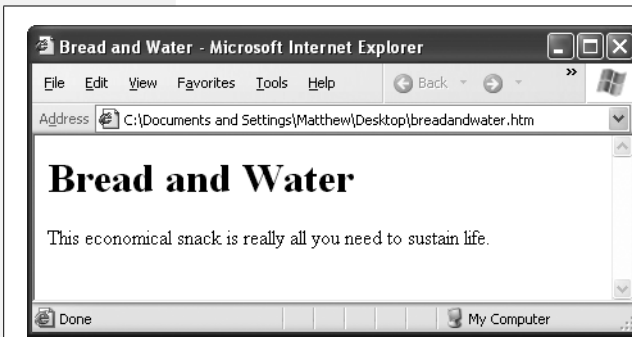 Bread and Water - Microsoft Internet Explorer
File Edit View Favorites Tools Help Back »
Address C:\Documents and Settings\Matthew\Desktop\breadandwater.htm
Bread and Water
This economical snack is really all you need to sustain life.
Done My Computer